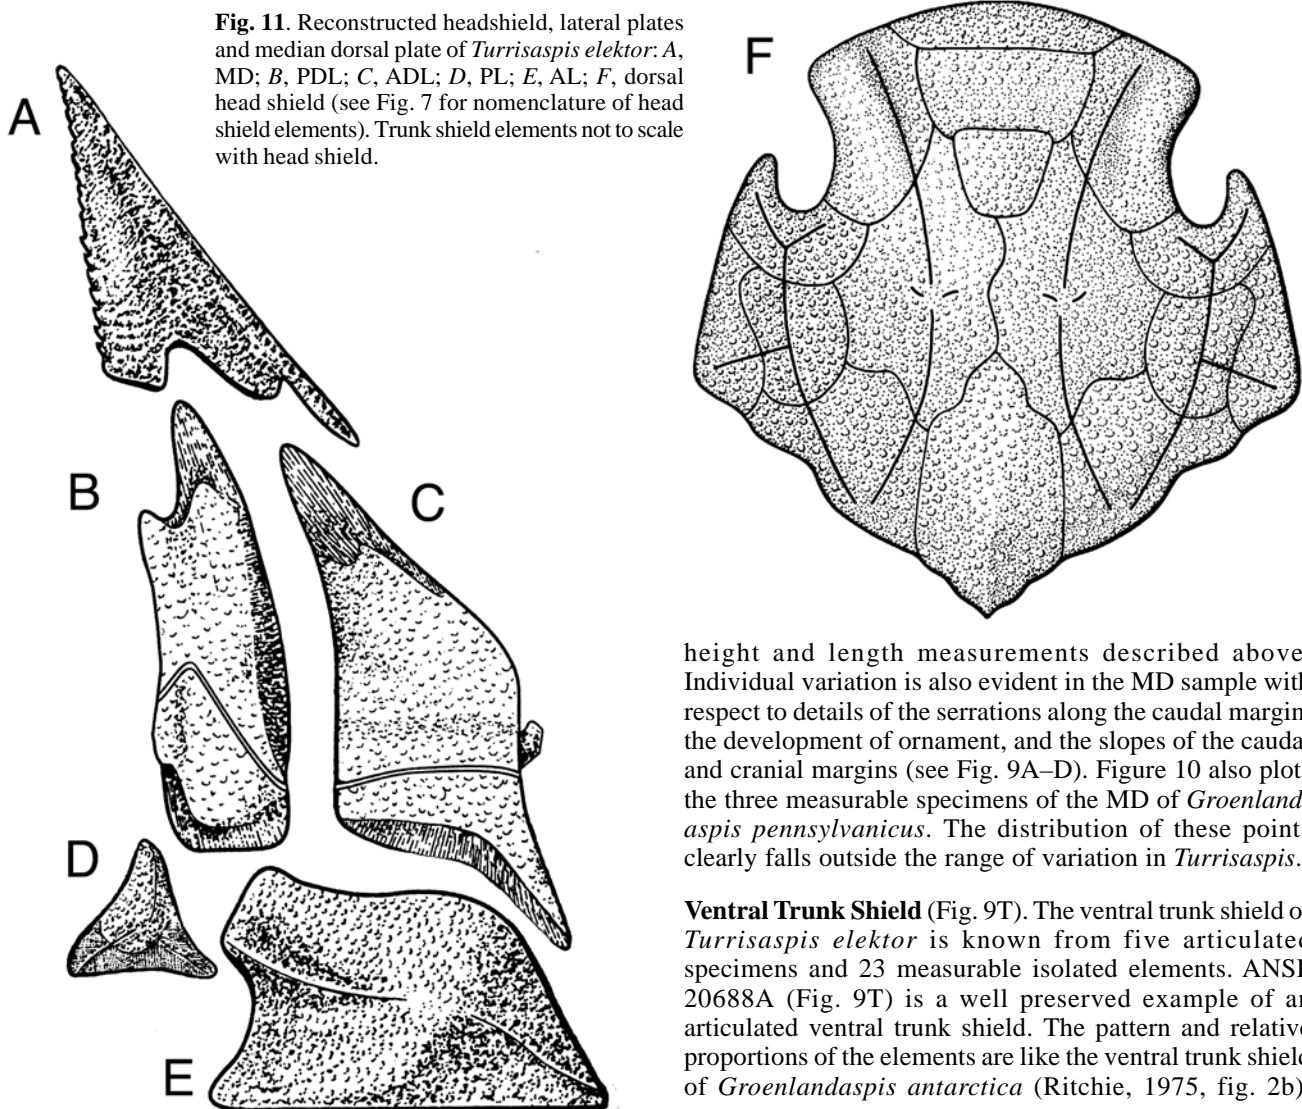 Fig. 11. Reconstructed headshield, lateral plates
and median dorsal plate of Turrisaspis elektor: A,
MD; B, PDL; C, ADL; D, PL; E, AL; F, dorsal
head shield (see Fig. 7 for nomenclature of head
shield elements). Trunk shield elements not to scale
with head shield.
A
B
C
D
E
F
height and length measurements described above
Individual variation is also evident in the MD sample with
respect to details of the serrations along the caudal margin
the development of ornament, and the slopes of the cauda
and cranial margins (see Fig. 9A–D). Figure 10 also plot
the three measurable specimens of the MD of Groenland
aspis pennsylvanicus. The distribution of these point
clearly falls outside the range of variation in Turrisaspis.
Ventral Trunk Shield (Fig. 9T). The ventral trunk shield o
Turrisaspis elektor is known from five articulated
specimens and 23 measurable isolated elements. ANSP
20688A (Fig. 9T) is a well preserved example of an
articulated ventral trunk shield. The pattern and relative
proportions of the elements are like the ventral trunk shield
of Groenlandaspis antarctica (Ritchie, 1975, fig. 2b)